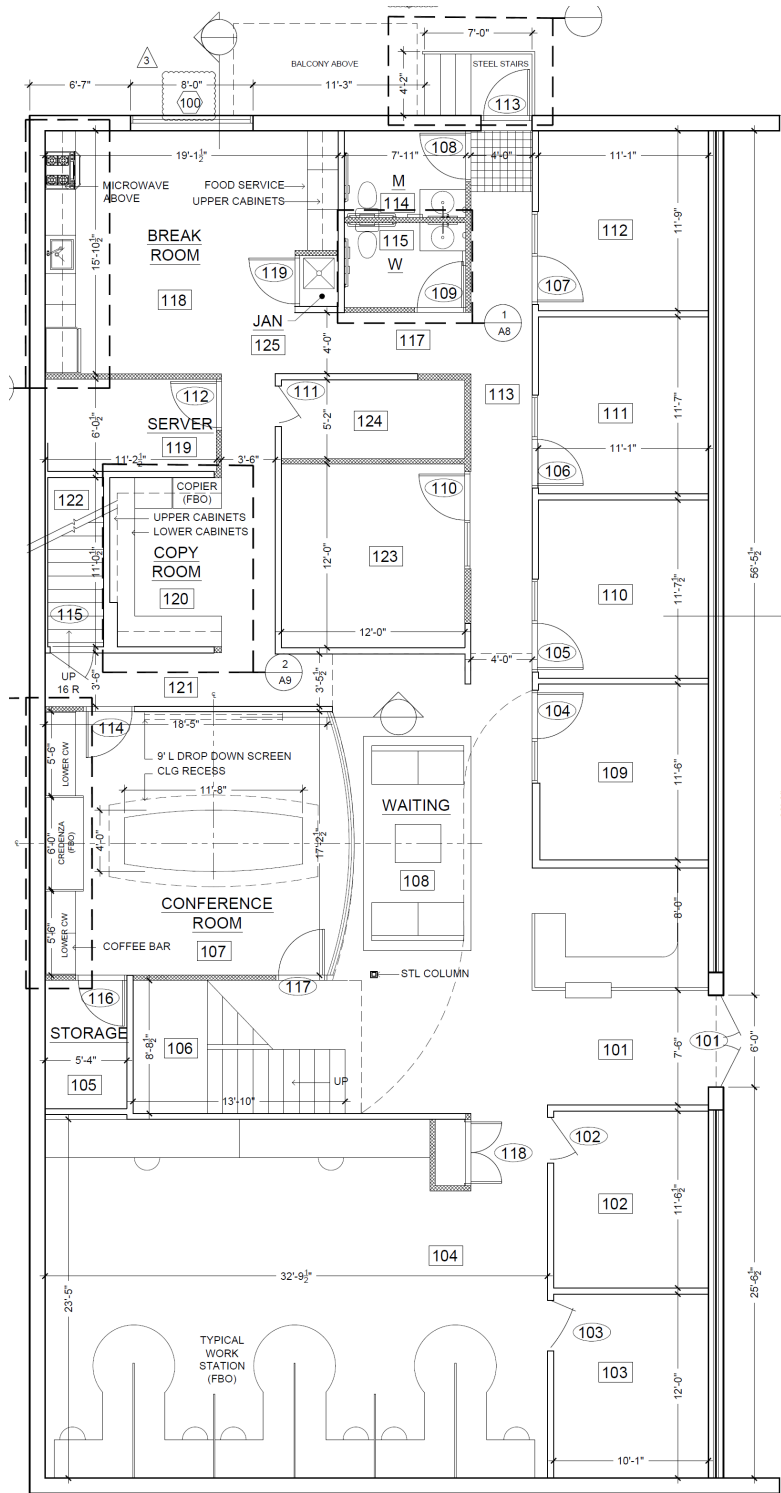 7'-0"
BALCONY ABOVE
STEEL STAIRS
3
4'-2"
6'-7"
8'-0"
11'-3"
100
113
19'-1½"
7'-11"
108
4'-0"
11'-1"
MICROWAVE
ABOVE
FOOD SERVICE
UPPER CABINETS
M
114
15'-10½"
BREAK
ROOM
118
115
W
112
11'-9"
119
109
107
JAN
125
1
A8
117
4'-0"
113
112
SERVER
119
111
124
5'-2"
6'-0½"
111
11'-7"
11'-1"
106
11'-2½"
3'-6"
122
COPIER
(FBO)
110
UPPER CABINETS
LOWER CABINETS
COPY
ROOM
120
11'-0½"
123
12'-0"
110
11'-7½"
56'-5½"
115
12'-0"
105
UP
16 R
3'-6"
121
2
A9
3'-5½"
4'-0"
114
18'-5"
104
5'-6"
LOWER CW
9' L DROP DOWN SCREEN
CLG RECESS
11'-8"
109
11'-6"
WAITING
108
6'-0"
CREDENZA
(FBO)
4'-0"
17'-2½"
CONFERENCE
ROOM
107
5'-6"
LOWER CW
COFFEE BAR
8'-0"
STL COLUMN
116
117
STORAGE
5'-4"
105
8'-8½"
106
UP
13'-10"
101
7'-6"
101
6'-0"
118
102
102
11'-6½"
104
32'-9½"
23'-5"
25'-6½"
TYPICAL
WORK
STATION
(FBO)
103
103
12'-0"
10'-1"